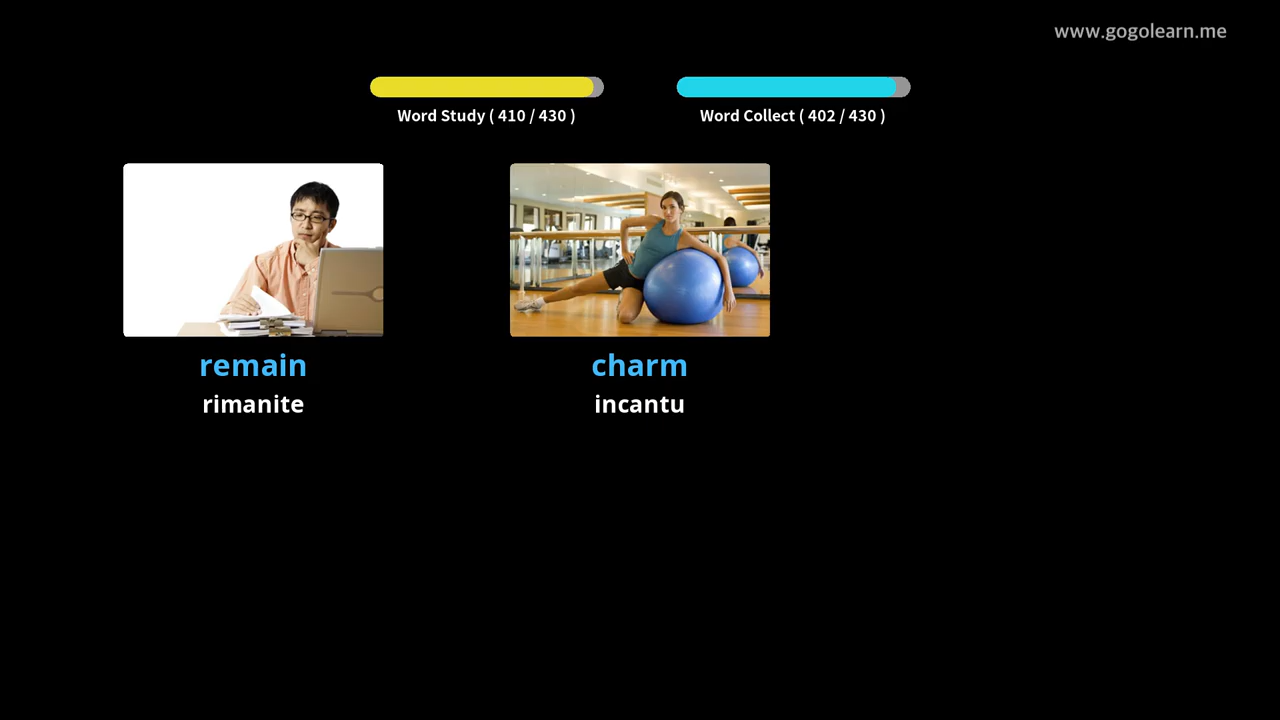 www.gogolearn.me
Word Study ( 410 / 430 )
Word Collect ( 402 / 430 )
remain
rimanite
charm
incantu